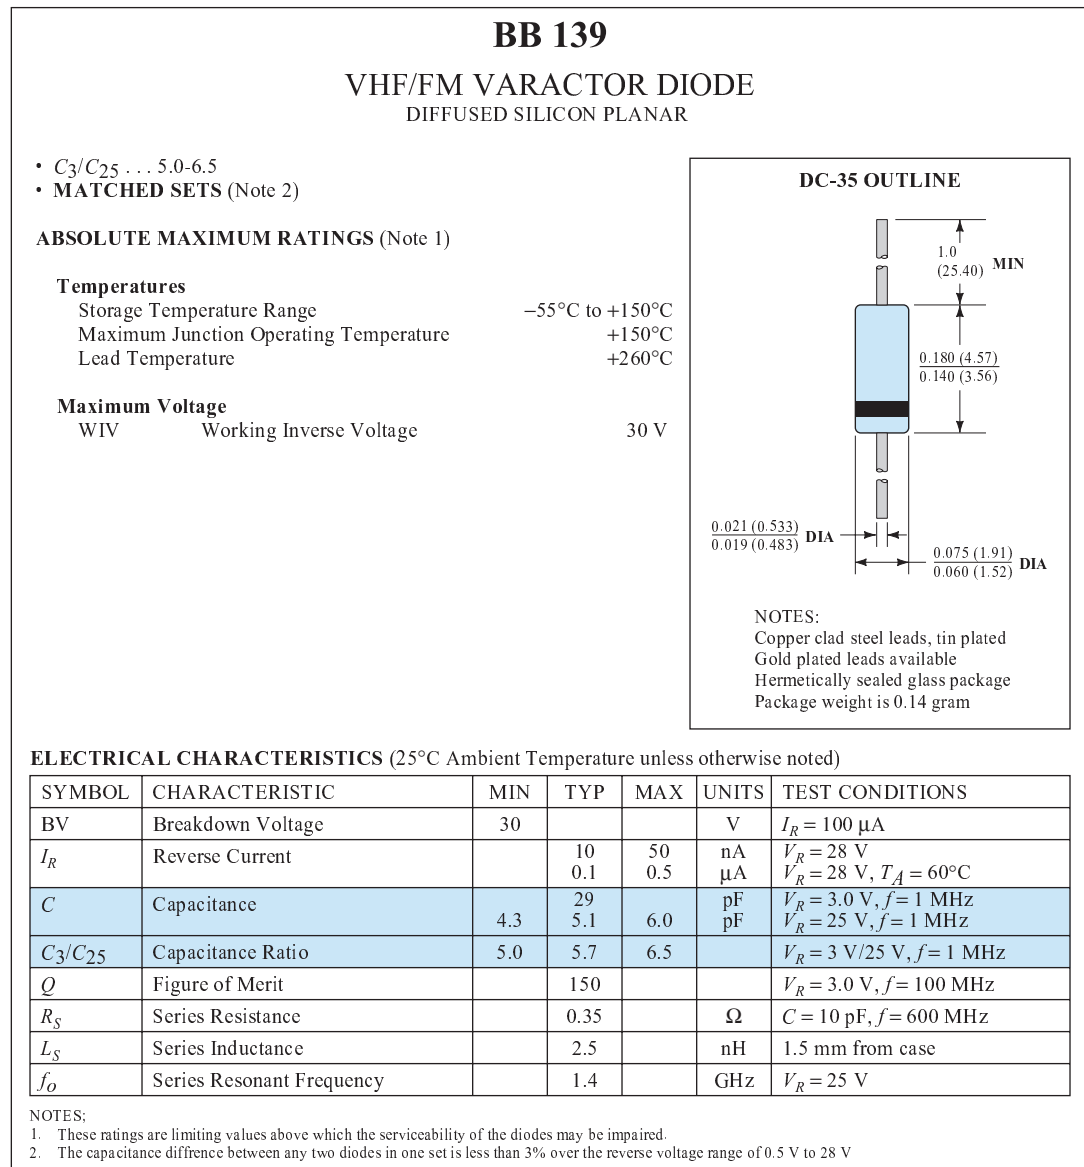 BB 139
VHF/FM VARACTOR DIODE
DIFFUSED SILICON PLANAR
• C3/C25 . . . 5.0-6.5
• MATCHED SETS (Note 2)
ABSOLUTE MAXIMUM RATINGS (Note 1)
Temperatures
Storage Temperature Range −55°C to +150°C
Maximum Junction Operating Temperature +150°C
Lead Temperature +260°C
Maximum Voltage
WIV Working Inverse Voltage 30 V
DC-35 OUTLINE
1.0
(25.40) MIN
0.180 (4.57)
0.140 (3.56)
0.021 (0.533)
0.019 (0.483) DIA
0.075 (1.91)
0.060 (1.52) DIA
NOTES:
Copper clad steel leads, tin plated
Gold plated leads available
Hermetically sealed glass package
Package weight is 0.14 gram
ELECTRICAL CHARACTERISTICS (25°C Ambient Temperature unless otherwise noted)
SYMBOL CHARACTERISTIC MIN TYP MAX UNITS TEST CONDITIONS
BV Breakdown Voltage 30 V IR = 100 μA
IR Reverse Current 10 50 nA VR = 28 V
0.1 0.5 μA VR = 28 V, TA = 60°C
C Capacitance 29 pF VR = 3.0 V, f = 1 MHz
4.3 5.1 6.0 pF VR = 25 V, f = 1 MHz
C3/C25 Capacitance Ratio 5.0 5.7 6.5 VR = 3 V/25 V, f = 1 MHz
Q Figure of Merit 150 VR = 3.0 V, f = 100 MHz
RS Series Resistance 0.35 Ω C = 10 pF, f = 600 MHz
LS Series Inductance 2.5 nH 1.5 mm from case
fo Series Resonant Frequency 1.4 GHz VR = 25 V
NOTES;
1. These ratings are limiting values above which the serviceability of the diodes may be impaired.
2. The capacitance diffrence between any two diodes in one set is less than 3% over the reverse voltage range of 0.5 V to 28 V